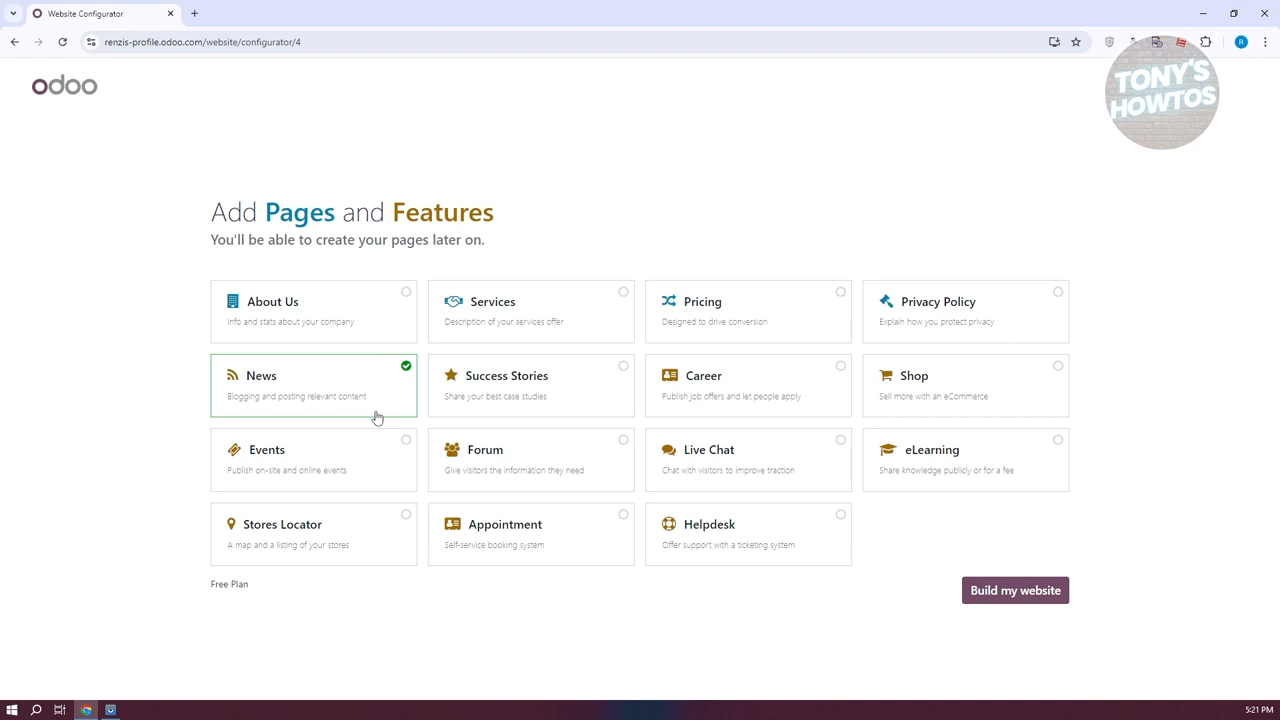 Website Configurator
renzis-profile.odoo.com/website/configurator/4
R
odoo
TONY'S
HOWTOS
Add Pages and Features
You'll be able to create your pages later on.
About Us
Info and stats about your company
Services
Description of your services offer
Pricing
Designed to drive conversion
Privacy Policy
Explain how you protect privacy
News
Blogging and posting relevant content
Success Stories
Share your best case studies
Career
Publish job offers and let people apply
Shop
Sell more with an eCommerce
Events
Publish on-site and online events
Forum
Give visitors the information they need
Live Chat
Chat with visitors to improve traction
eLearning
Share knowledge publicly or for a fee
Stores Locator
A map and a listing of your stores
Appointment
Self-service booking system
Helpdesk
Offer support with a ticketing system
Free Plan
Build my website
5:21 PM